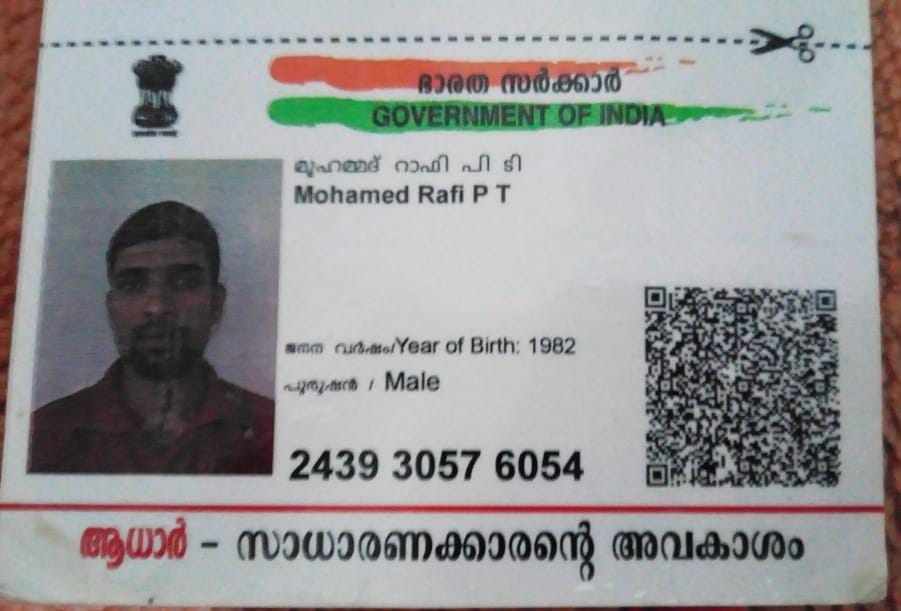 ഭാരത സർക്കാർ
GOVERNMENT OF INDIA
മുഹമ്മദ് റാഫി പി ടി
Mohamed Rafi P T
ജനന വർഷം/Year of Birth: 1982
പുരുഷൻ / Male
2439 3057 6054
ആധാർ - സാധാരണക്കാരന്റെ അവകാശം